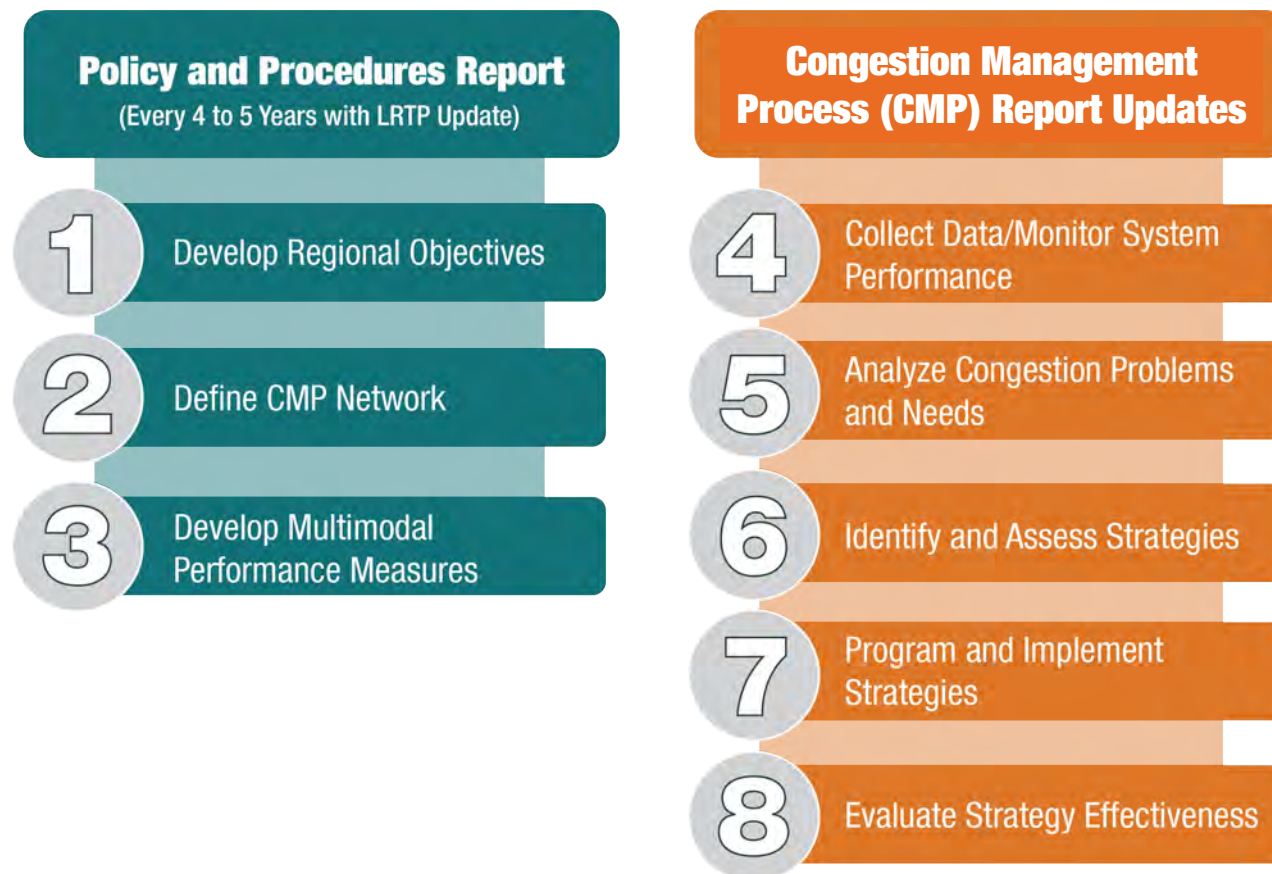 Policy and Procedures Report
(Every 4 to 5 Years with LRTP Update)
1
Develop Regional Objectives
2
Define CMP Network
3
Develop Multimodal
Performance Measures
Congestion Management
Process (CMP) Report Updates
4
Collect Data/Monitor System
Performance
5
Analyze Congestion Problems
and Needs
6
Identify and Assess Strategies
7
Program and Implement
Strategies
8
Evaluate Strategy Effectiveness